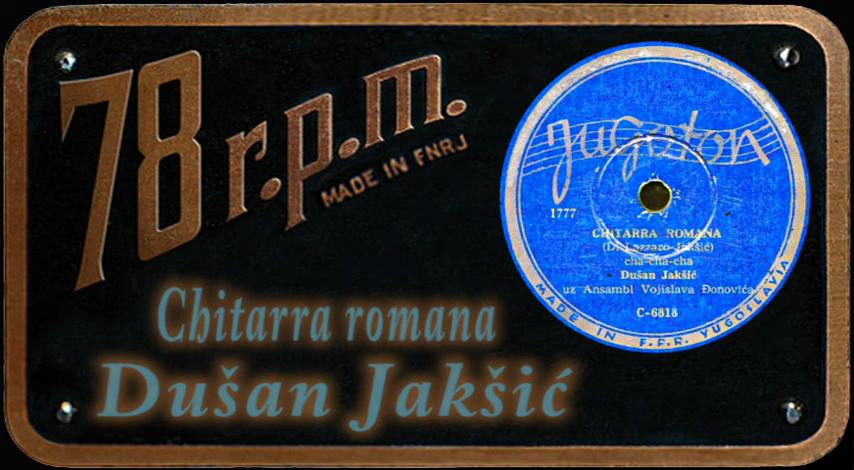 78 r.p.m.
MADE IN FNRJ
Chitarra romana
Dušan Jakšić
Jugoton
1777
CHITARRA ROMANA
(Di Lazzaro-Jakšić)
cha-cha-cha
Dušan Jakšić
uz Ansambl Vojislava Đonovića
C-6818
MADE IN F.P.R. YUGOSLAVIA